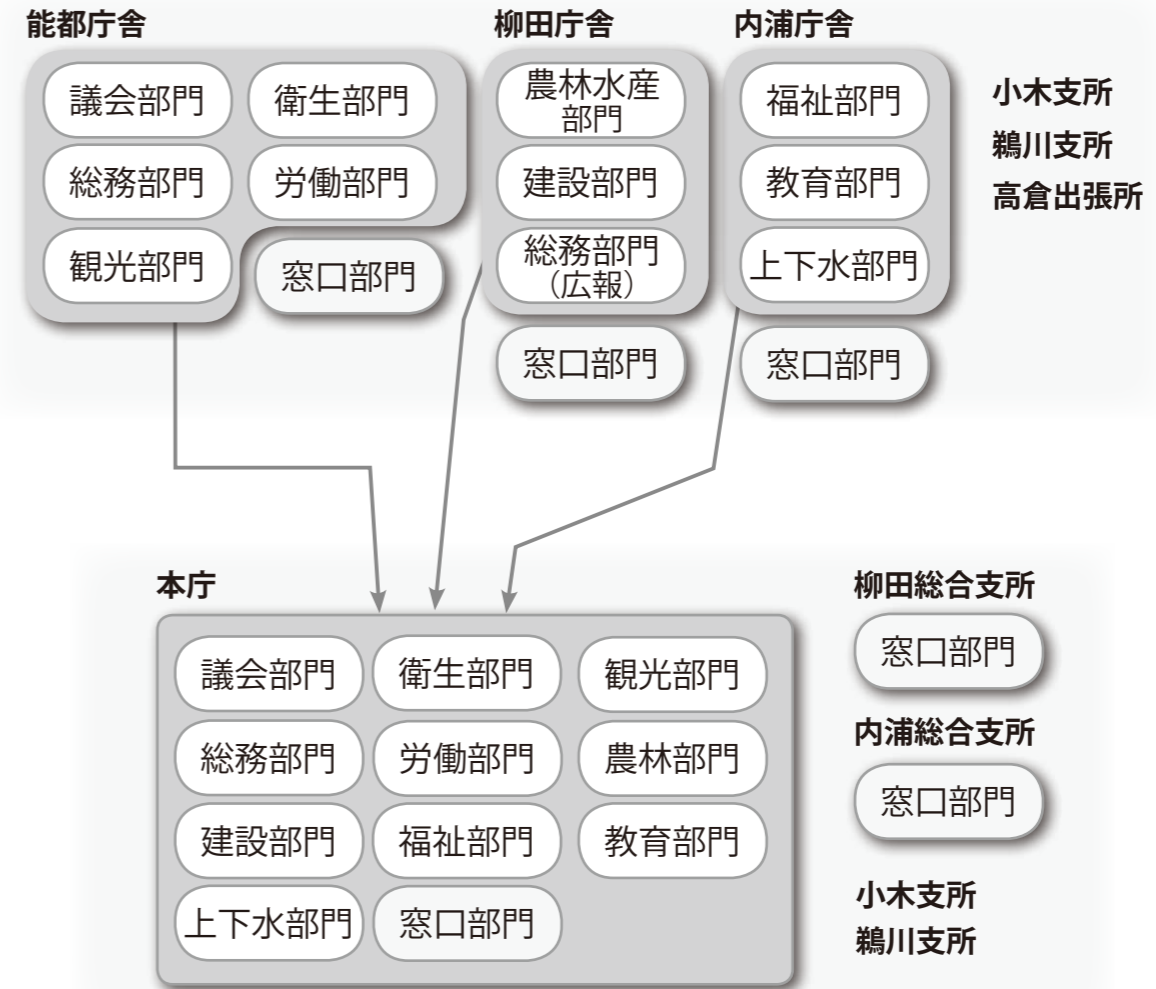 能都庁舎
議会部門
衛生部門
総務部門
労働部門
観光部門
窓口部門
柳田庁舎
農林水産
部門
建設部門
総務部門
（広報）
窓口部門
内浦庁舎
福祉部門
教育部門
上下水部門
窓口部門
小木支所
鵜川支所
高倉出張所
本庁
議会部門
衛生部門
観光部門
総務部門
労働部門
農林部門
建設部門
福祉部門
教育部門
上下水部門
窓口部門
柳田総合支所
窓口部門
内浦総合支所
窓口部門
小木支所
鵜川支所